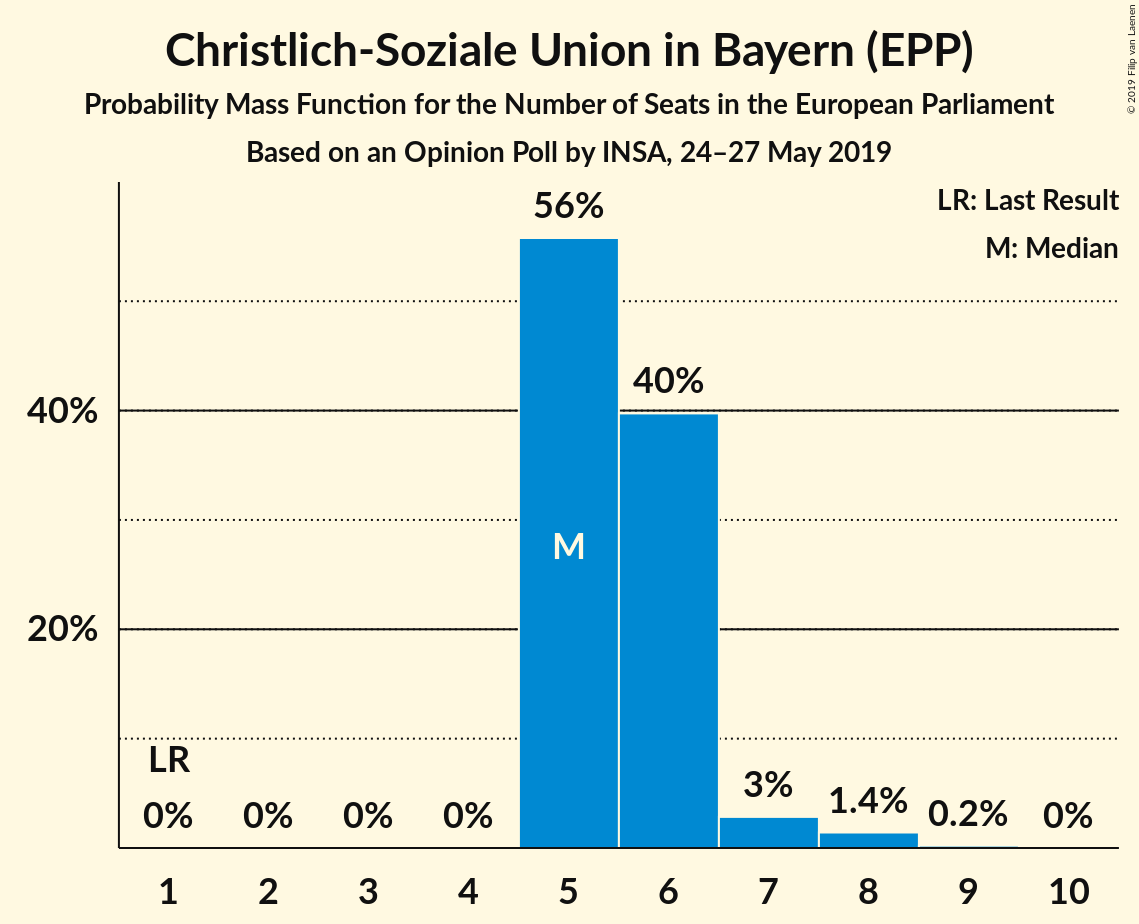 Christlich-Soziale Union in Bayern (EPP)
Probability Mass Function for the Number of Seats in the European Parliament
Based on an Opinion Poll by INSA, 24–27 May 2019
© 2019 Filip van Laenen
LR: Last Result
M: Median
56%
40%
40%
M
20%
LR
0% 0% 0% 0% 3% 1.4% 0.2% 0%
1 2 3 4 5 6 7 8 9 10